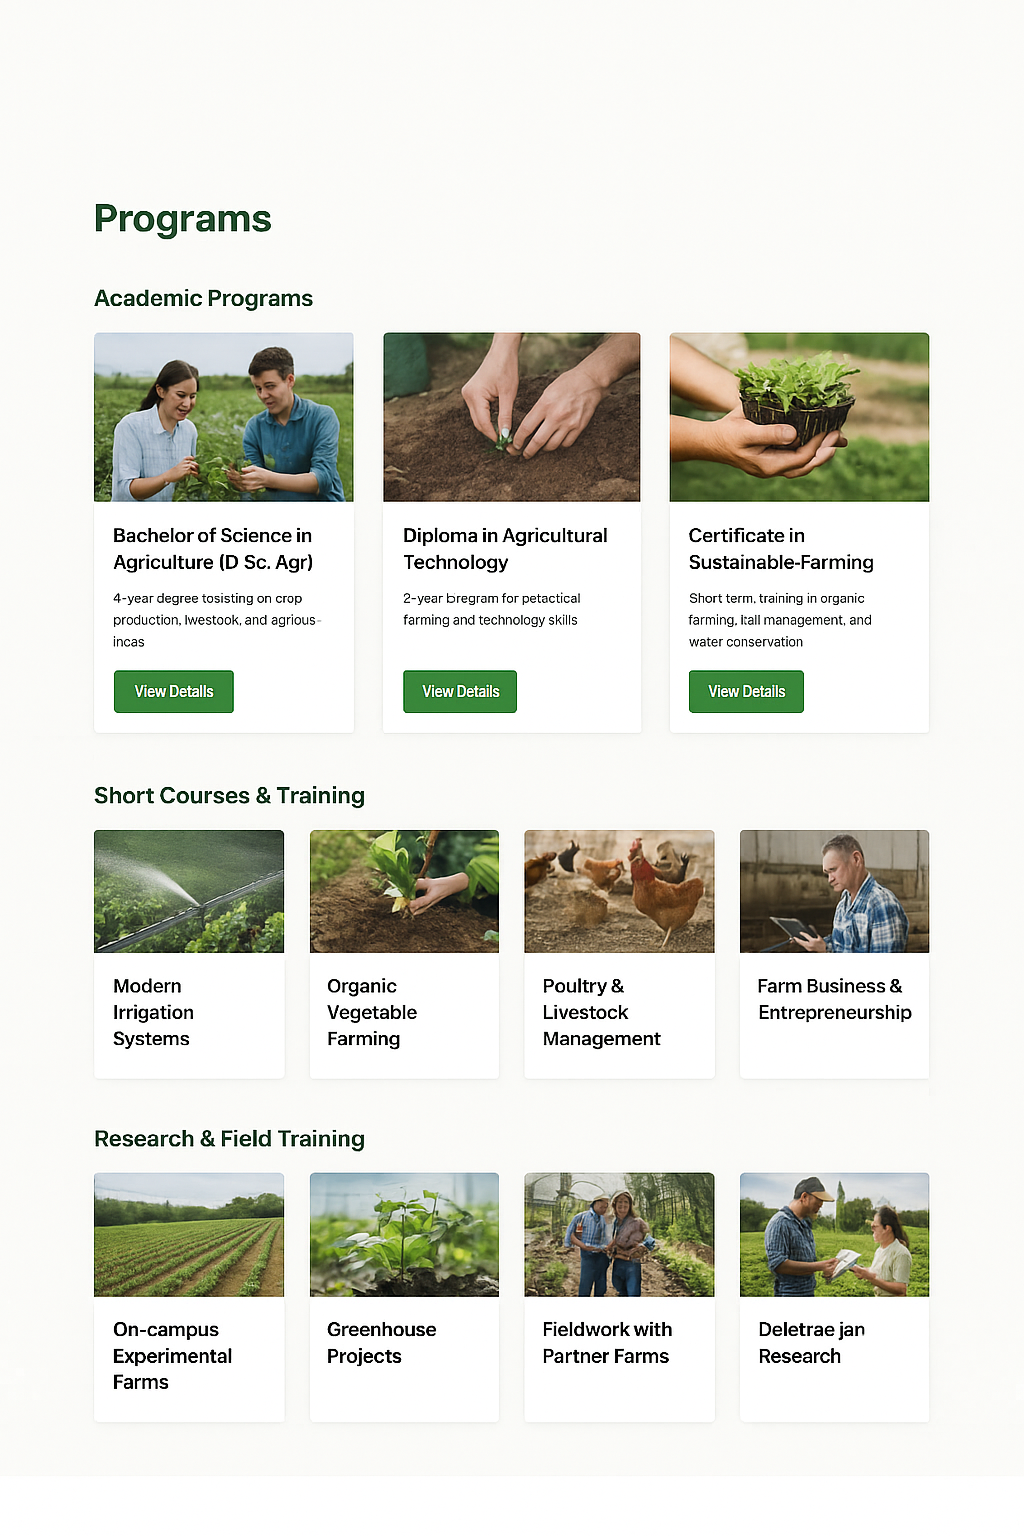 Programs
Academic Programs
Bachelor of Science in
Agriculture (D Sc. Agr)
4-year degree tosisting on crop
production, lwestook, and agrious-
incas
View Details
Diploma in Agricultural
Technology
2-year bregram for petactical
farming and technology skills
View Details
Certificate in
Sustainable-Farming
Short term, training in organic
farming, ltall management, and
water conservation
View Details
Short Courses & Training
Modern
Irrigation
Systems
Organic
Vegetable
Farming
Poultry &
Livestock
Management
Farm Business &
Entrepreneurship
Research & Field Training
On-campus
Experimental
Farms
Greenhouse
Projects
Fieldwork with
Partner Farms
Deletrae jan
Research